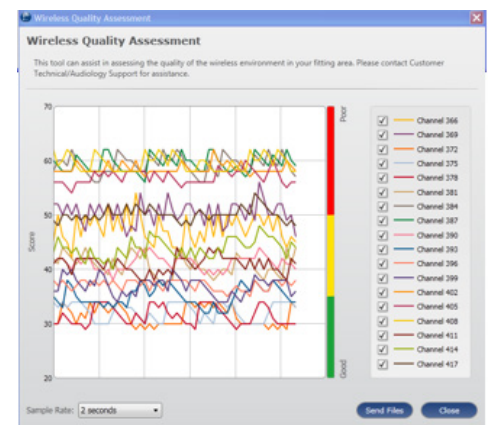 Wireless Quality Assessment
Wireless Quality Assessment
This tool can assist in assessing the quality of the wireless environment in your fitting area. Please contact Customer
Technical/Audiology Support for assistance.
70
60
50
40
30
20
Score
Poor
Good
Channel 366
Channel 369
Channel 372
Channel 375
Channel 378
Channel 381
Channel 384
Channel 387
Channel 390
Channel 393
Channel 396
Channel 399
Channel 402
Channel 405
Channel 408
Channel 411
Channel 414
Channel 417
Sample Rate: 2 seconds
Send Files
Close